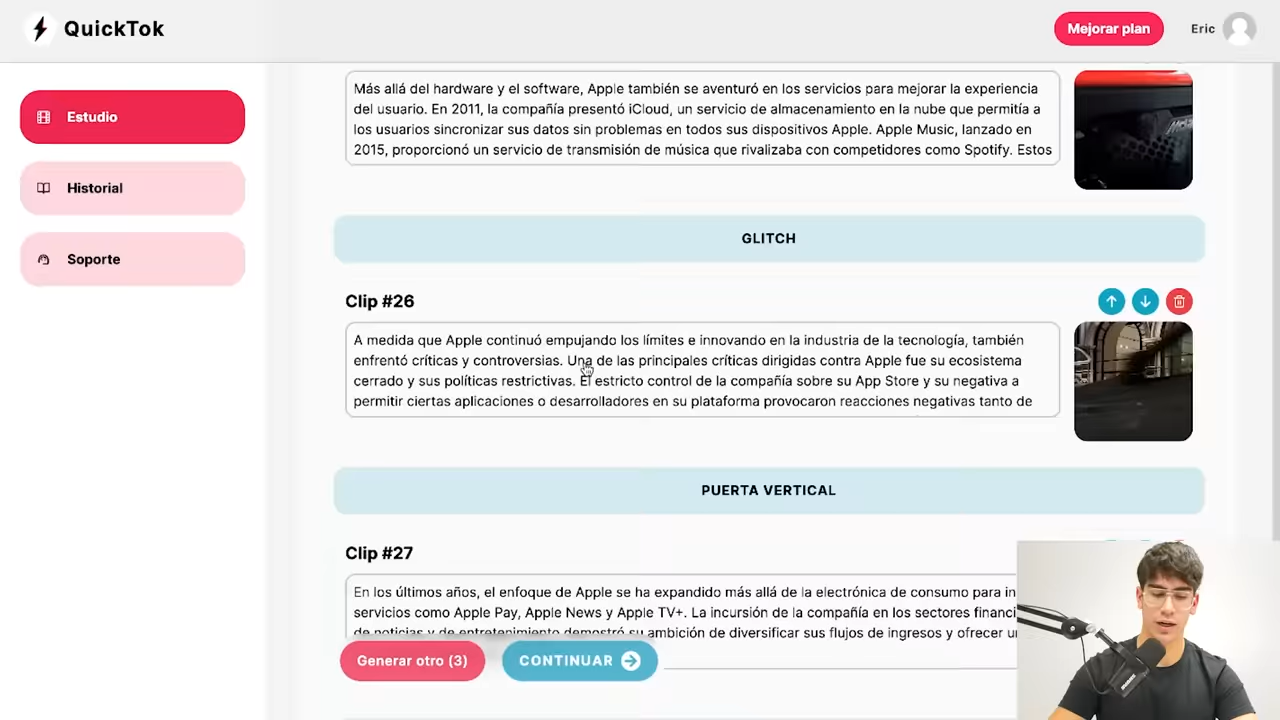 QuickTok
Mejorar plan
Eric
Estudio
Historial
Soporte
Más allá del hardware y el software, Apple también se aventuró en los servicios para mejorar la experiencia
del usuario. En 2011, la compañía presentó iCloud, un servicio de almacenamiento en la nube que permitía a
los usuarios sincronizar sus datos sin problemas en todos sus dispositivos Apple. Apple Music, lanzado en
2015, proporcionó un servicio de transmisión de música que rivalizaba con competidores como Spotify. Estos
GLITCH
Clip #26
A medida que Apple continuó empujando los límites e innovando en la industria de la tecnología, también
enfrentó críticas y controversias. Una de las principales críticas dirigidas contra Apple fue su ecosistema
cerrado y sus políticas restrictivas. El estricto control de la compañía sobre su App Store y su negativa a
permitir ciertas aplicaciones o desarrolladores en su plataforma provocaron reacciones negativas tanto de
PUERTA VERTICAL
Clip #27
En los últimos años, el enfoque de Apple se ha expandido más allá de la electrónica de consumo para in
servicios como Apple Pay, Apple News y Apple TV+. La incursión de la compañía en los sectores financi
de noticias y de entretenimiento demostró su ambición de diversificar sus flujos de ingresos y ofrecer u
Generar otro (3)
CONTINUAR